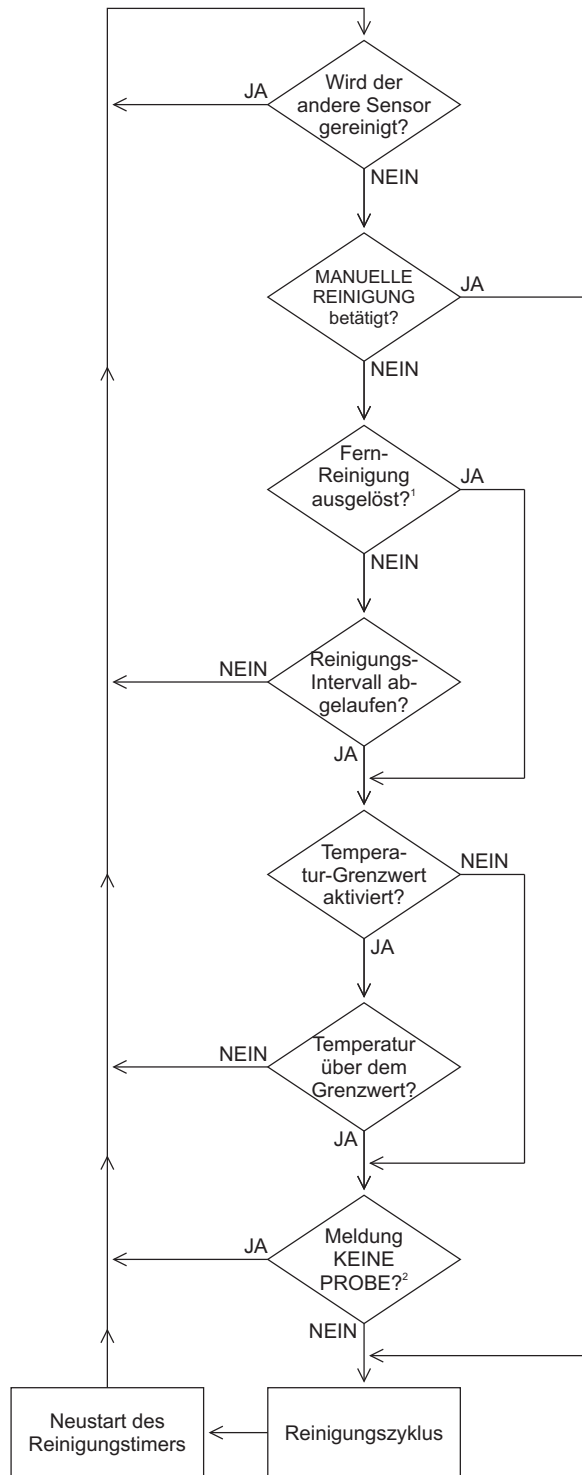 Wird der
andere Sensor
gereinigt?
JA
NEIN
MANUELLE
REINIGUNG
betätigt?
JA
NEIN
Fern-
Reinigung
ausgelöst?¹
JA
NEIN
NEIN
Reinigungs-
Intervall ab-
gelaufen?
JA
Tempera-
tur-Grenzwert
aktiviert?
NEIN
JA
NEIN
Temperatur
über dem
Grenzwert?
JA
JA
Meldung
KEINE
PROBE?²
NEIN
Neustart des
Reinigungstimers
Reinigungszyklus